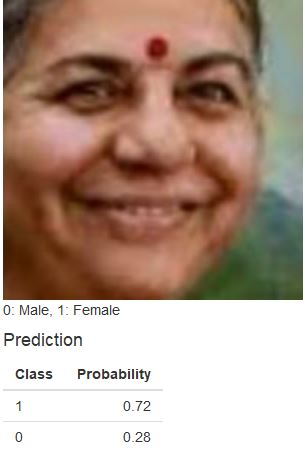 0: Male, 1: Female
Prediction
Class Probability
1 0.72
0 0.28